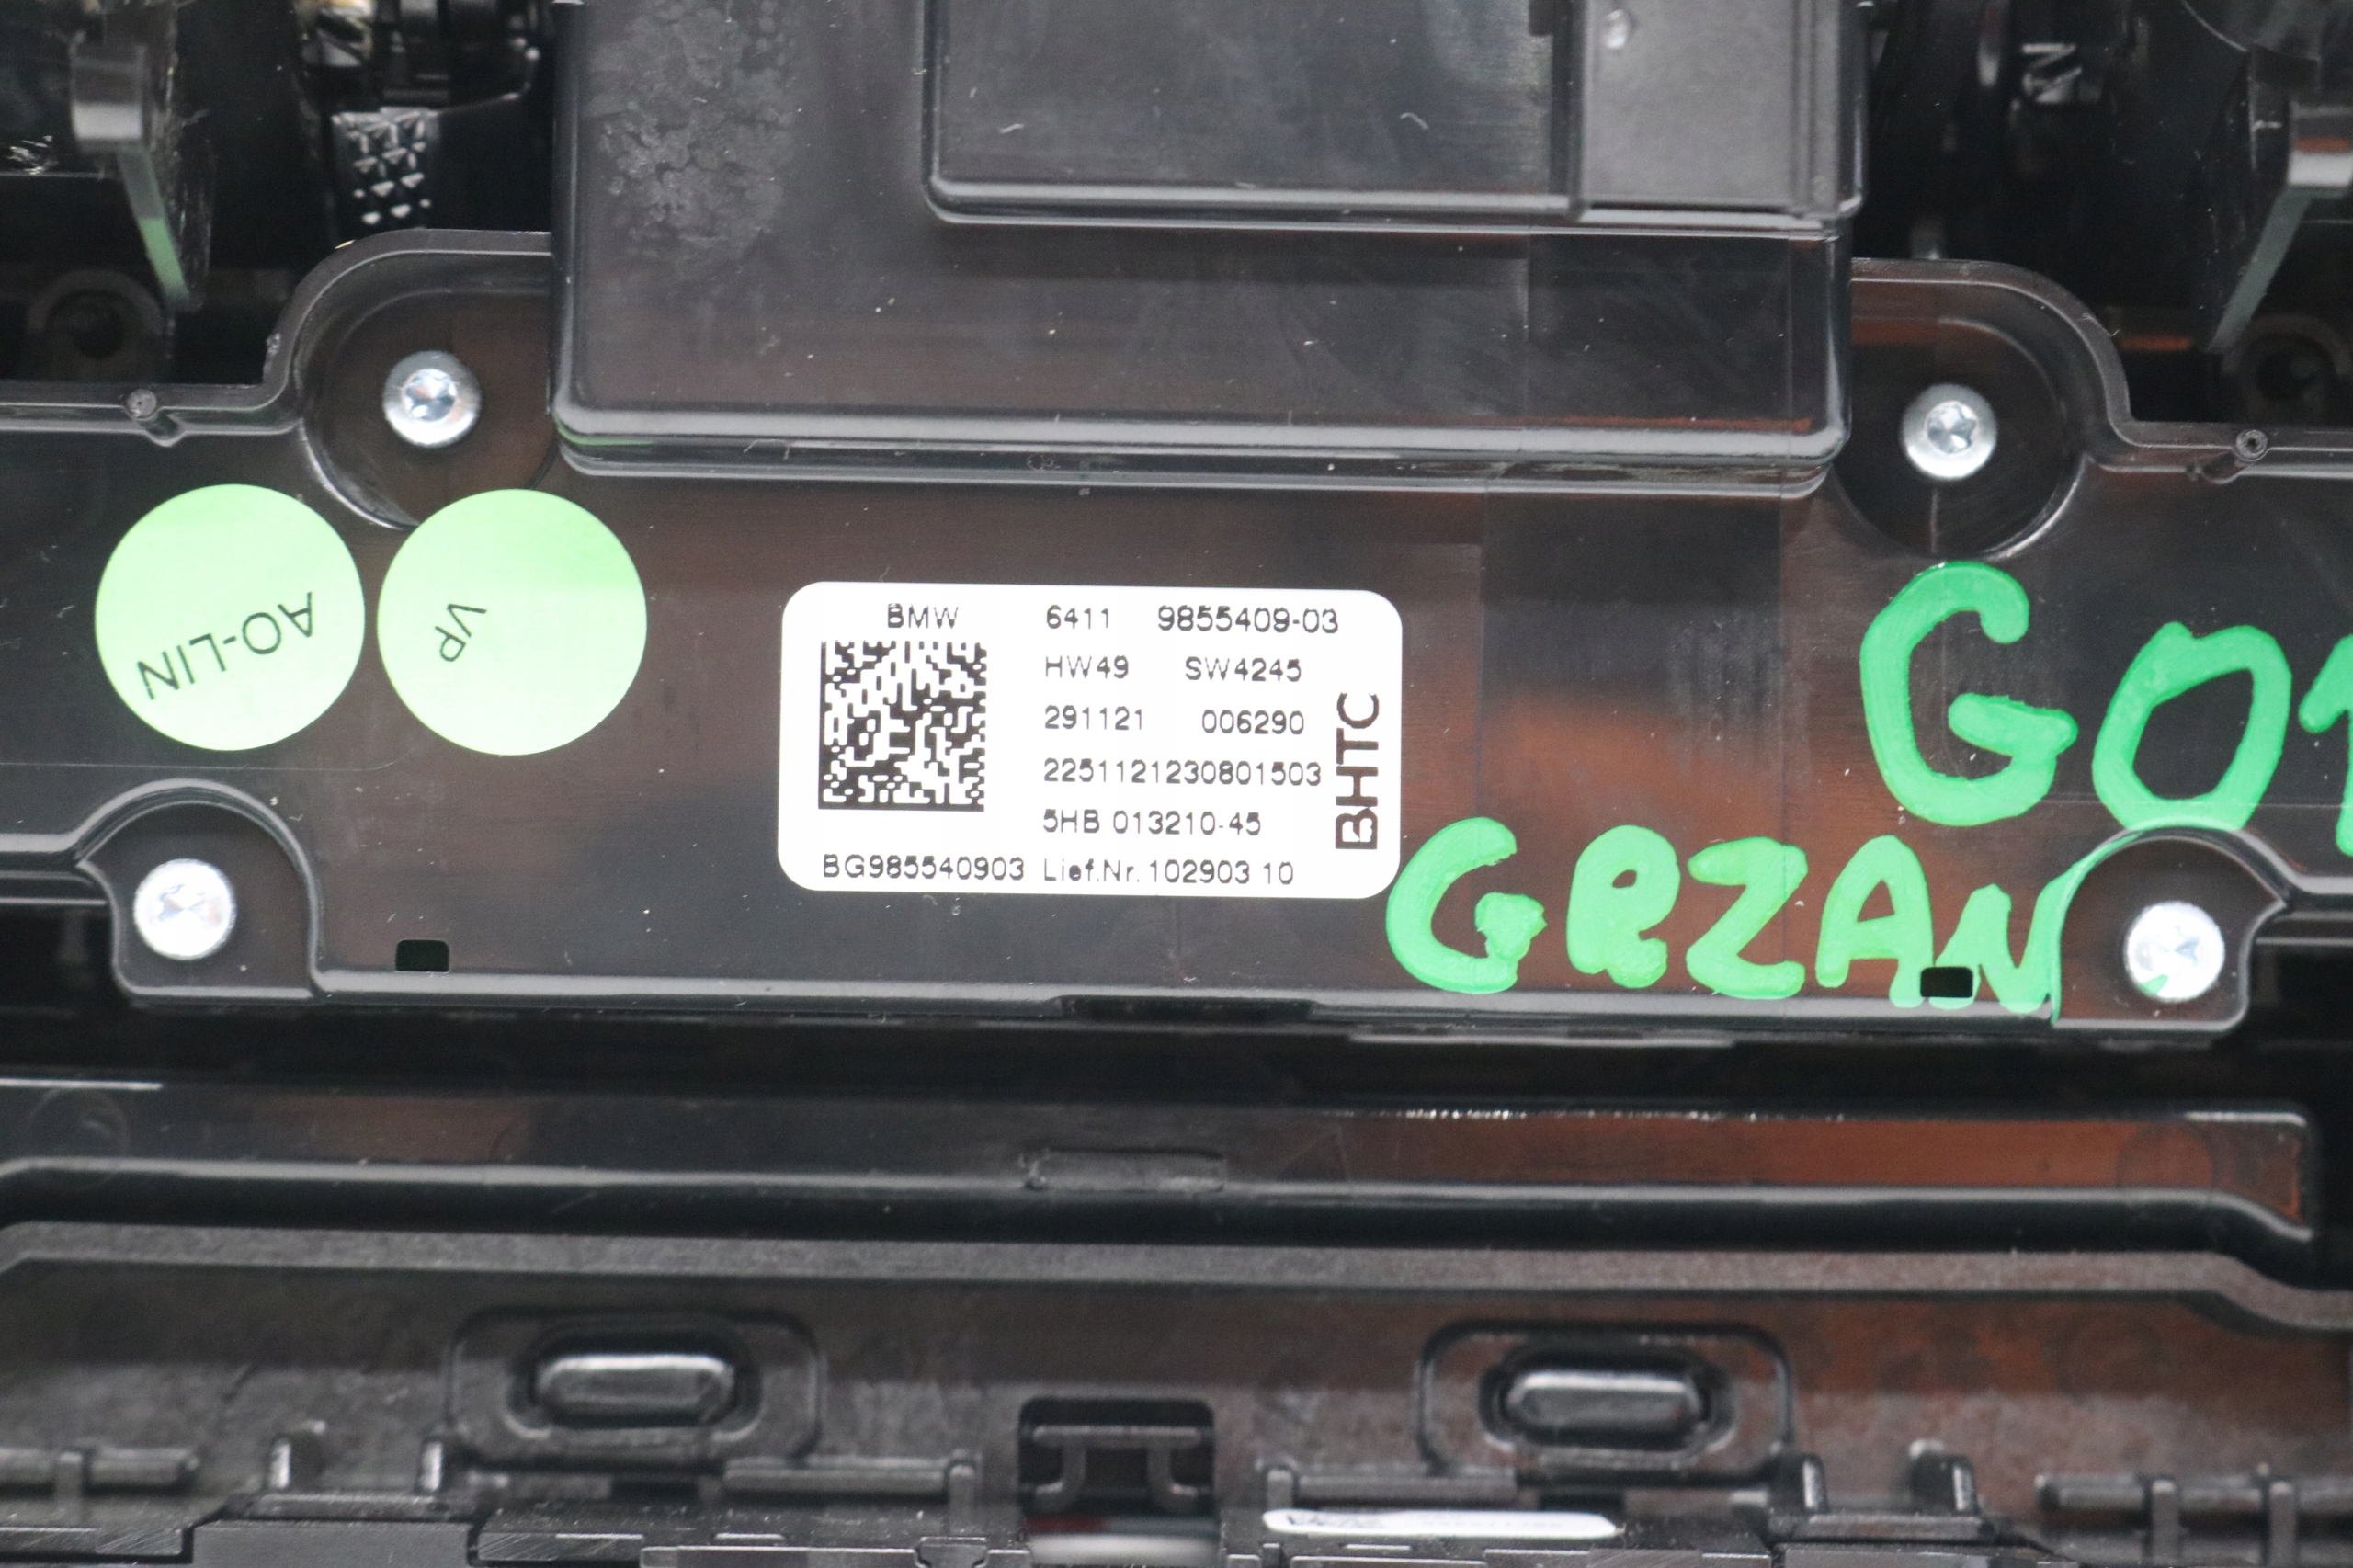 AO-LIN
VP
BMW 6411 9855409-03
HW49 SW4245
291121 006290
2251121230801503
5HB 013210-45
BG985540903 Lief.Nr. 102903 10
BHTC
GRZAN